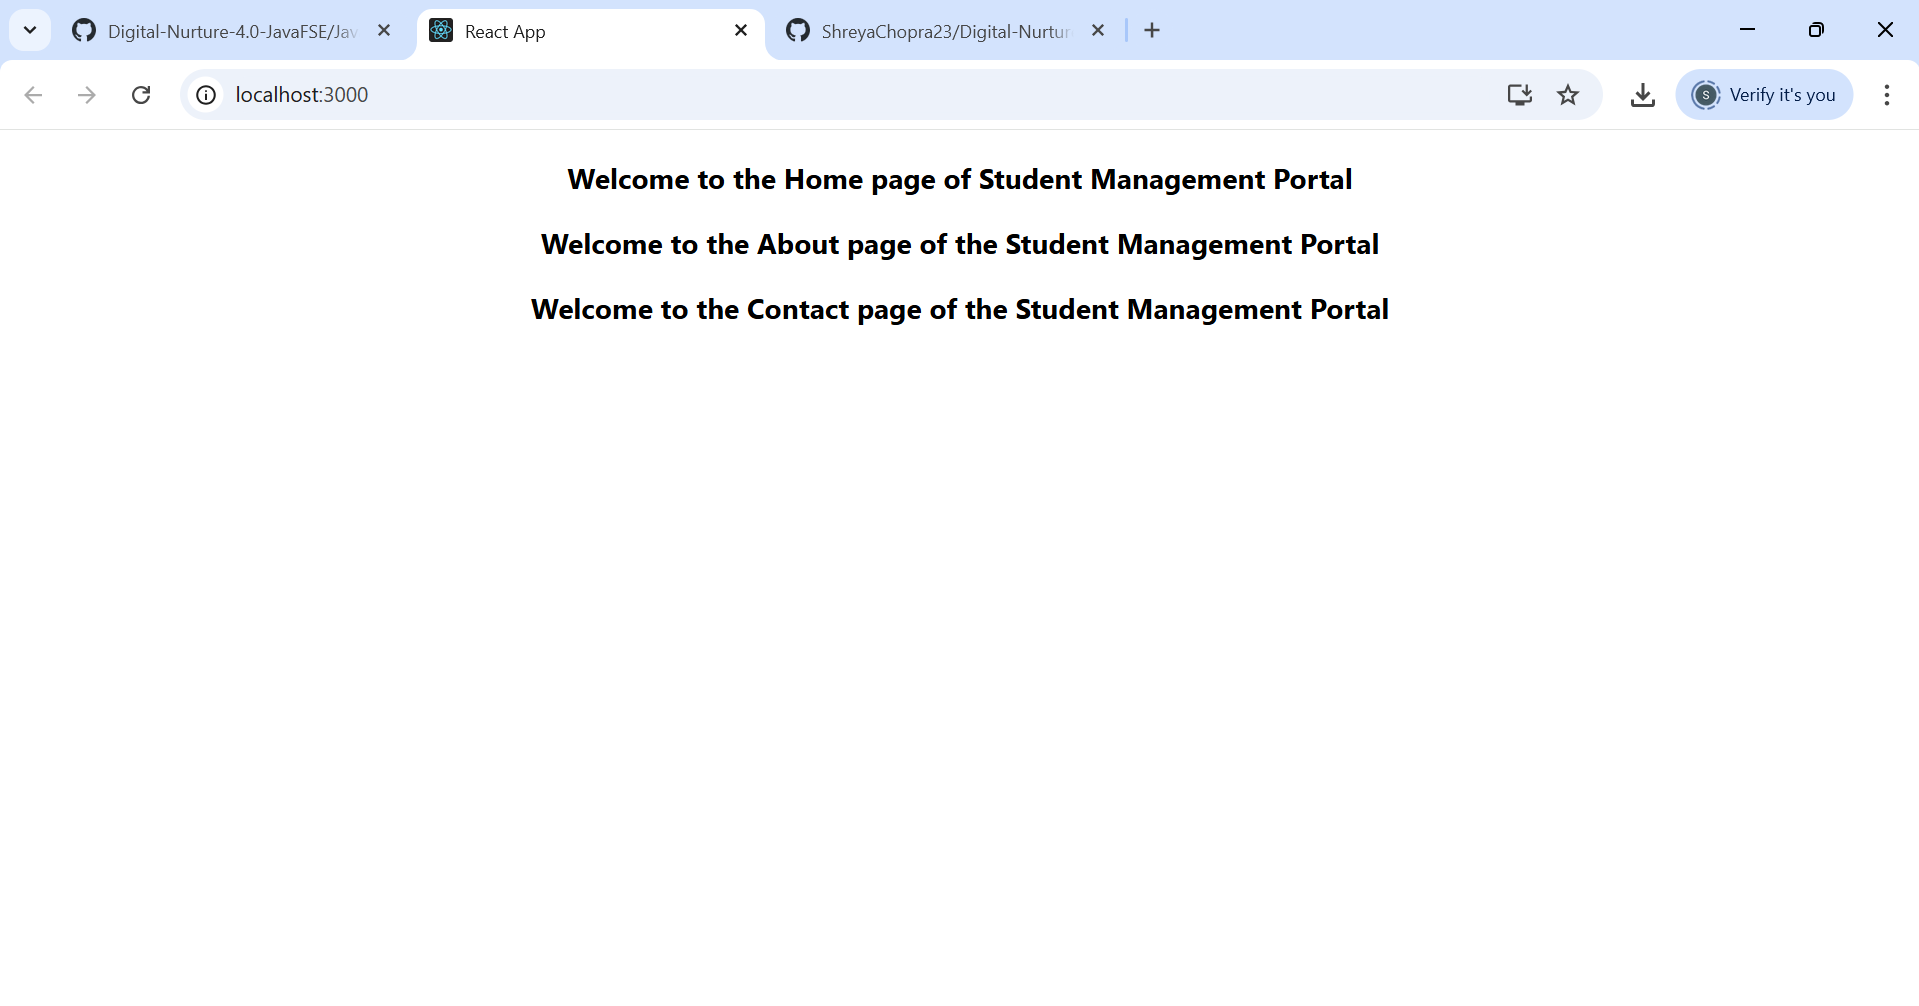 Digital-Nurture-4.0-JavaFSE/Jav
React App
ShreyaChopra23/Digital-Nurtur
localhost:3000
S
Verify it's you
Welcome to the Home page of Student Management Portal
Welcome to the About page of the Student Management Portal
Welcome to the Contact page of the Student Management Portal